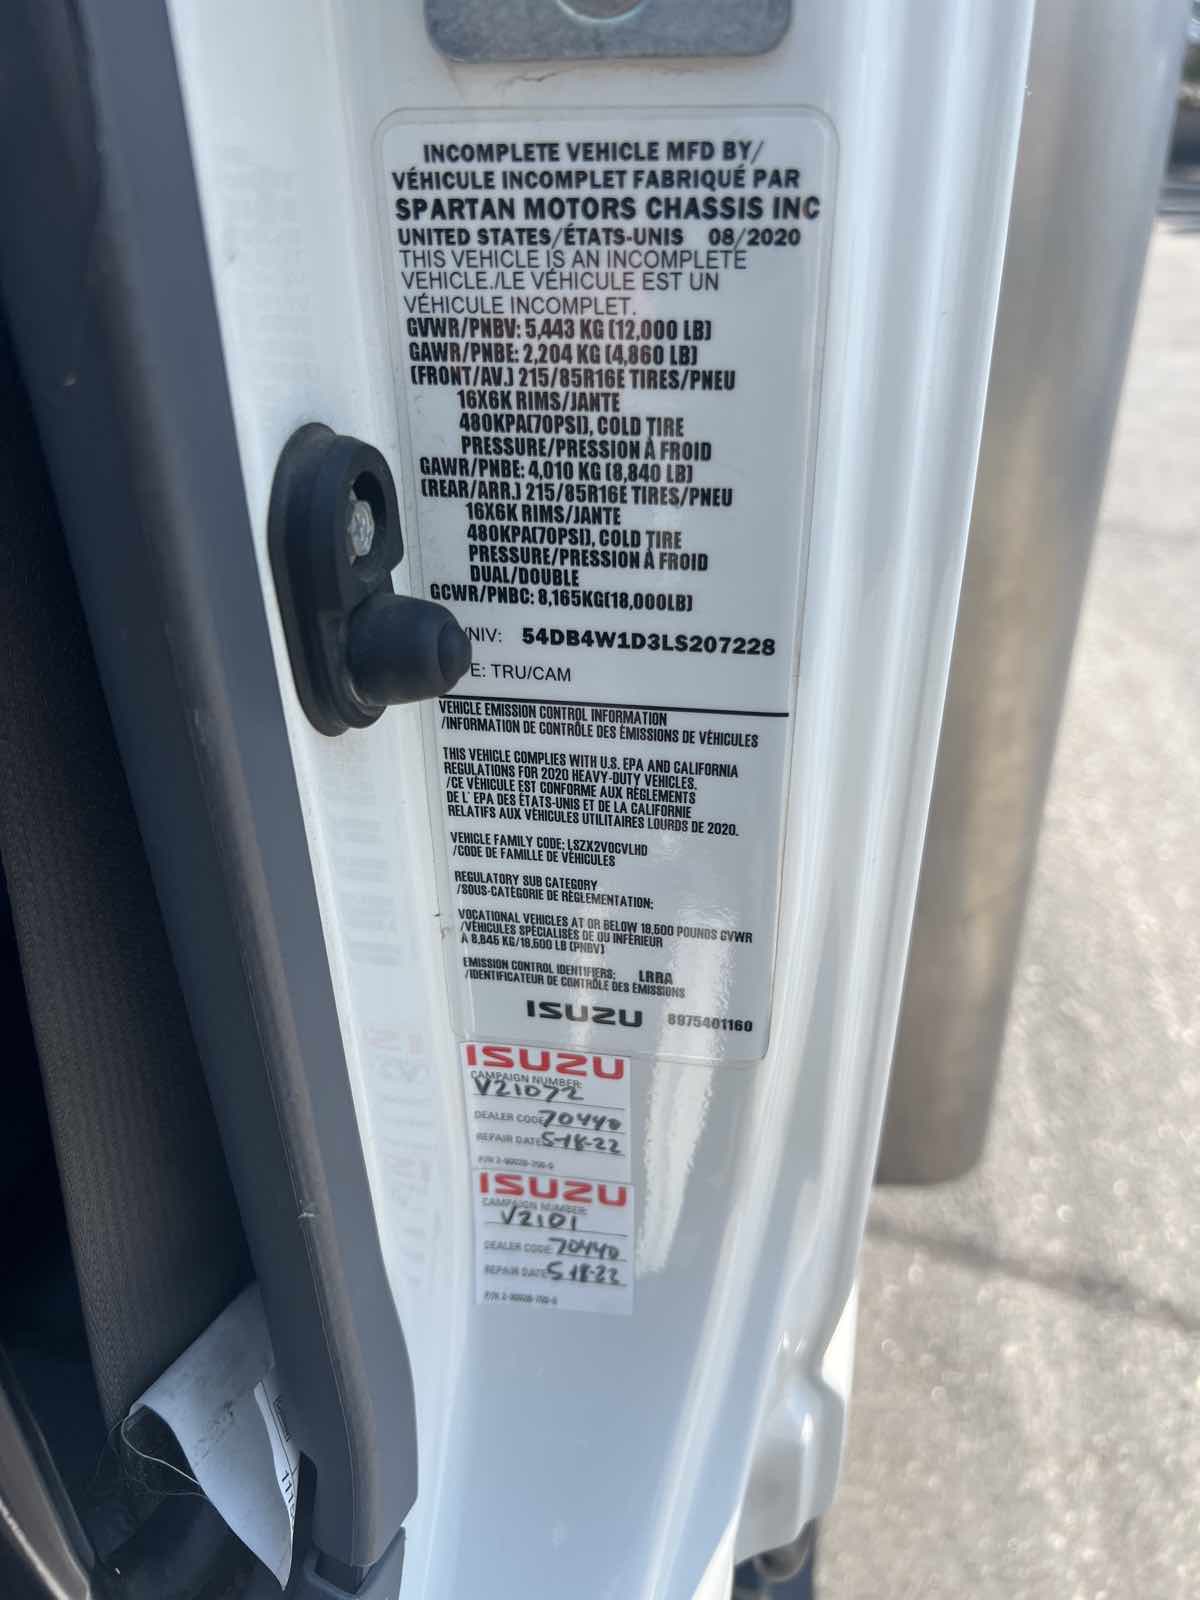 INCOMPLETE VEHICLE MFD BY/
VÉHICULE INCOMPLET FABRIQUÉ PAR
SPARTAN MOTORS CHASSIS INC
UNITED STATES/ÉTATS-UNIS 08/2020
THIS VEHICLE IS AN INCOMPLETE
VEHICLE./LE VÉHICULE EST UN
VÉHICULE INCOMPLET.
GVWR/PNBV: 5,443 KG (12,000 LB)
GAWR/PNBE: 2,204 KG (4,860 LB)
(FRONT/AV.) 215/85R16E TIRES/PNEU
16X6K RIMS/JANTE
480KPA(70PSI), COLD TIRE
PRESSURE/PRESSION À FROID
GAWR/PNBE: 4,010 KG (8,840 LB)
(REAR/ARR.) 215/85R16E TIRES/PNEU
16X6K RIMS/JANTE
480KPA(70PSI), COLD TIRE
PRESSURE/PRESSION À FROID
DUAL/DOUBLE
GCWR/PNBC: 8,165KG(18,000LB)
/NIV: 54DB4W1D3LS207228
E: TRU/CAM
VEHICLE EMISSION CONTROL INFORMATION
/INFORMATION DE CONTRÔLE DES ÉMISSIONS DE VÉHICULES
THIS VEHICLE COMPLIES WITH U.S. EPA AND CALIFORNIA
REGULATIONS FOR 2020 HEAVY-DUTY VEHICLES.
/CE VÉHICULE EST CONFORME AUX RÈGLEMENTS
DE L' EPA DES ÉTATS-UNIS ET DE LA CALIFORNIE
RELATIFS AUX VÉHICULES UTILITAIRES LOURDS DE 2020.
VEHICLE FAMILY CODE: LSZX2VOCVLHD
/CODE DE FAMILLE DE VÉHICULES
REGULATORY SUB CATEGORY
/SOUS-CATÉGORIE DE RÈGLEMENTATION:
VOCATIONAL VEHICLES AT OR BELOW 19,500 POUNDS GVWR
/VÉHICULES SPÉCIALISÉS DE OU INFÉRIEUR
À 8,845 KG/19,500 LB (PNBV)
EMISSION CONTROL IDENTIFIERS: LRRA
/IDENTIFICATEUR DE CONTRÔLE DES ÉMISSIONS
ISUZU 8975401160
ISUZU
CAMPAIGN NUMBER:
V21072
DEALER CODE 70440
REPAIR DATE 5-18-22
P/N 2-90028-700-0
ISUZU
CAMPAIGN NUMBER:
V2101
DEALER CODE: 70440
REPAIR DATE 5-18-22
P/N 2-90028-700-0